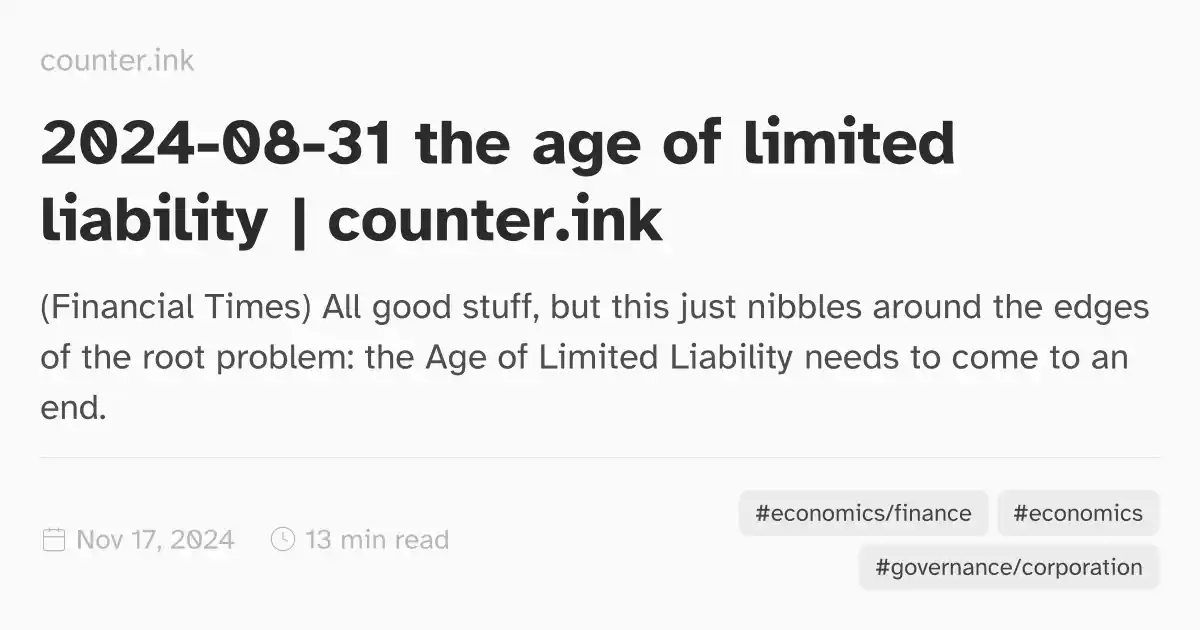 counter.ink
2024-08-31 the age of limited
liability | counter.ink
(Financial Times) All good stuff, but this just nibbles around the edges
of the root problem: the Age of Limited Liability needs to come to an
end.
Nov 17, 2024 13 min read
#economics/finance #economics
#governance/corporation